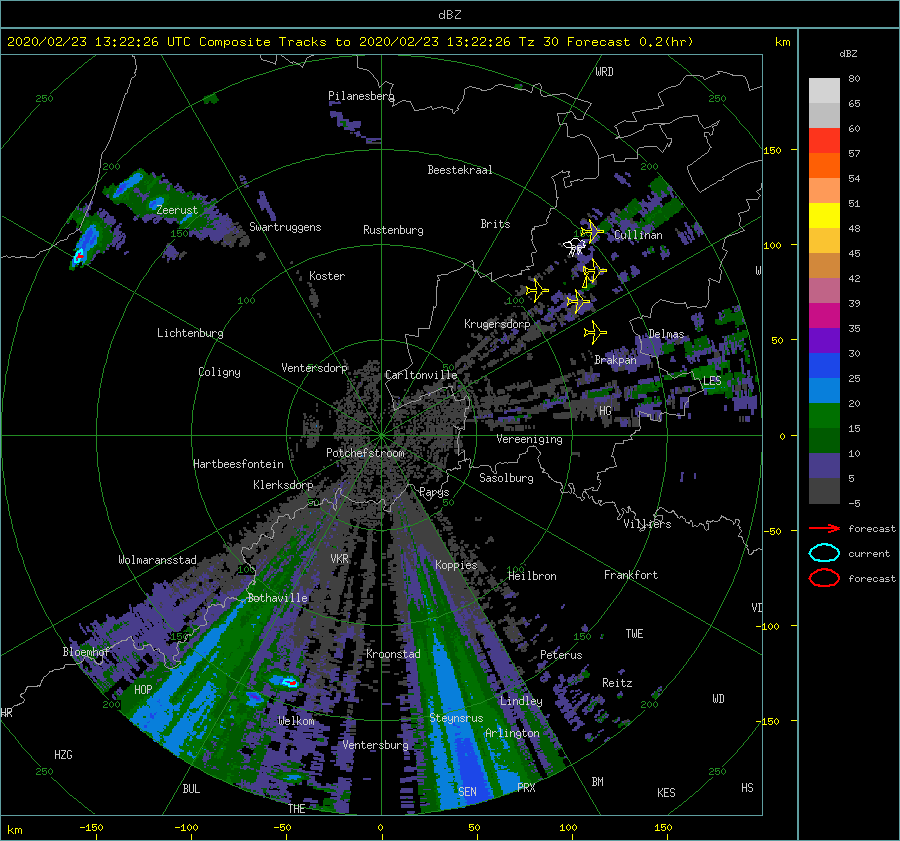 dBZ
2020/02/23 13:22:26 UTC Composite Tracks to 2020/02/23 13:22:26 Tz 30 Forecast 0.2(hr)
km
dBZ
WRD
80
250
Pilanesberg
250
65
60
150
57
200
Beestekraal
200
54
Zeerust
51
Brits
Swartruggens
Rustenburg
150
Cullinan
48
100
45
Koster
42
100
100
39
Krugersdorp
Lichtenburg
Delmas
35
50
30
Brakpan
Coligny
Ventersdorp
Carltonville
LES
25
20
HG
15
Vereeniging
0
Potchefstroom
10
Hartbeesfontein
Sasolburg
5
Klerksdorp
Parys
50
50
-5
Villiers
forecast
-50
current
Wolmaransstad
VKR
Koppies
100
100
Heilbron
Frankfort
forecast
Bothaville
VI
-100
150
150
TWE
Bloemhof
Kroonstad
Peterus
Reitz
HOP
WD
200
Lindley
200
HR
Welkom
Steynsrus
-150
Arlington
Ventersburg
HZG
250
250
BM
BUL
SEN
PRX
KES
HS
THE
km
-150
-100
-50
0
50
100
150